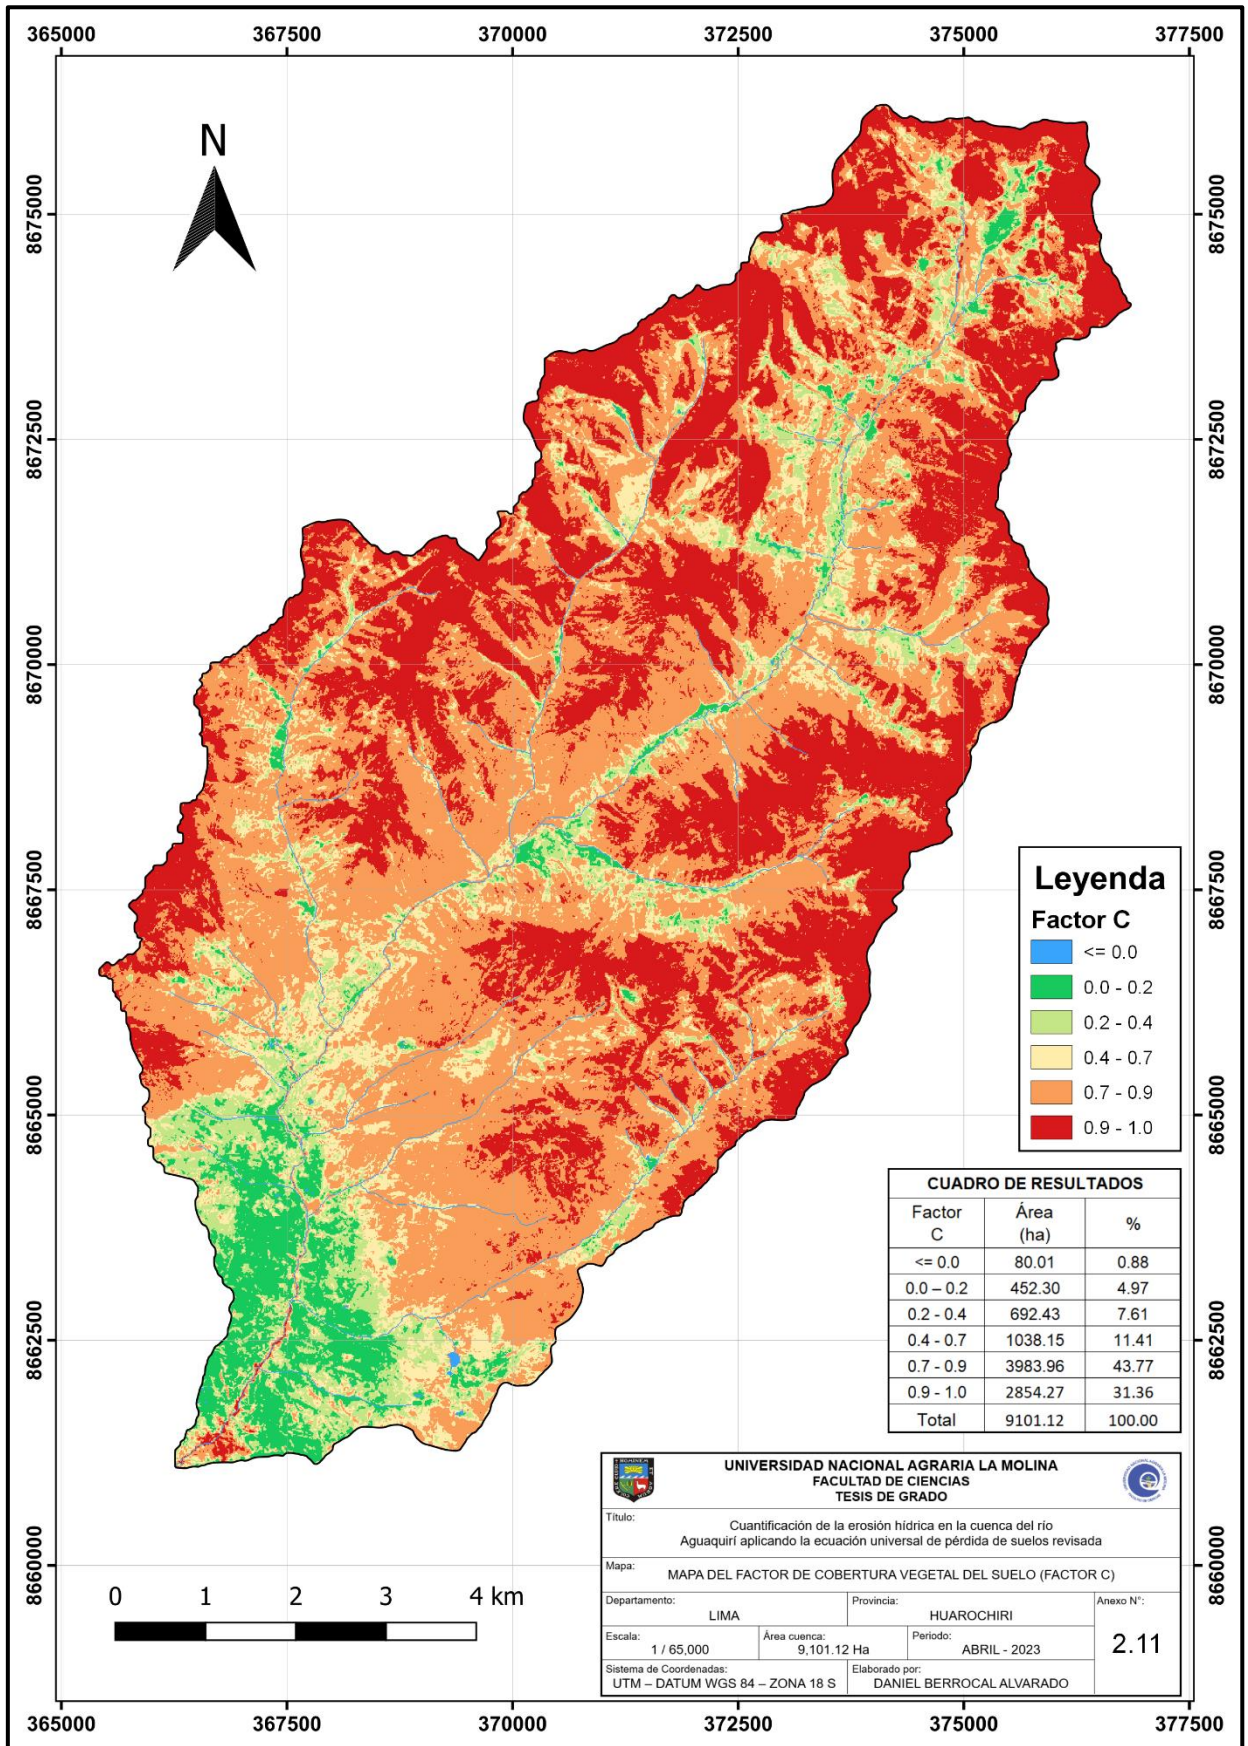 365000 367500 370000 372500 375000 377500
N
8675000 8675000
8672500 8672500
8670000 8670000
8667500 8667500
8665000 8665000
8662500 8662500
8660000 8660000
Leyenda
Factor C
<= 0.0
0.0 - 0.2
0.2 - 0.4
0.4 - 0.7
0.7 - 0.9
0.9 - 1.0
CUADRO DE RESULTADOS
Factor C Área (ha) %
<= 0.0 80.01 0.88
0.0 – 0.2 452.30 4.97
0.2 - 0.4 692.43 7.61
0.4 - 0.7 1038.15 11.41
0.7 - 0.9 3983.96 43.77
0.9 - 1.0 2854.27 31.36
Total 9101.12 100.00
UNIVERSIDAD NACIONAL AGRARIA LA MOLINA
FACULTAD DE CIENCIAS
TESIS DE GRADO
Título:
Cuantificación de la erosión hídrica en la cuenca del río
Aguaquirí aplicando la ecuación universal de pérdida de suelos revisada
Mapa: MAPA DEL FACTOR DE COBERTURA VEGETAL DEL SUELO (FACTOR C)
Departamento: LIMA
Provincia: HUAROCHIRI
Anexo N°: 2.11
Escala: 1 / 65,000
Área cuenca: 9,101.12 Ha
Periodo: ABRIL - 2023
Sistema de Coordenadas: UTM – DATUM WGS 84 – ZONA 18 S
Elaborado por: DANIEL BERROCAL ALVARADO
0 1 2 3 4 km
365000 367500 370000 372500 375000 377500